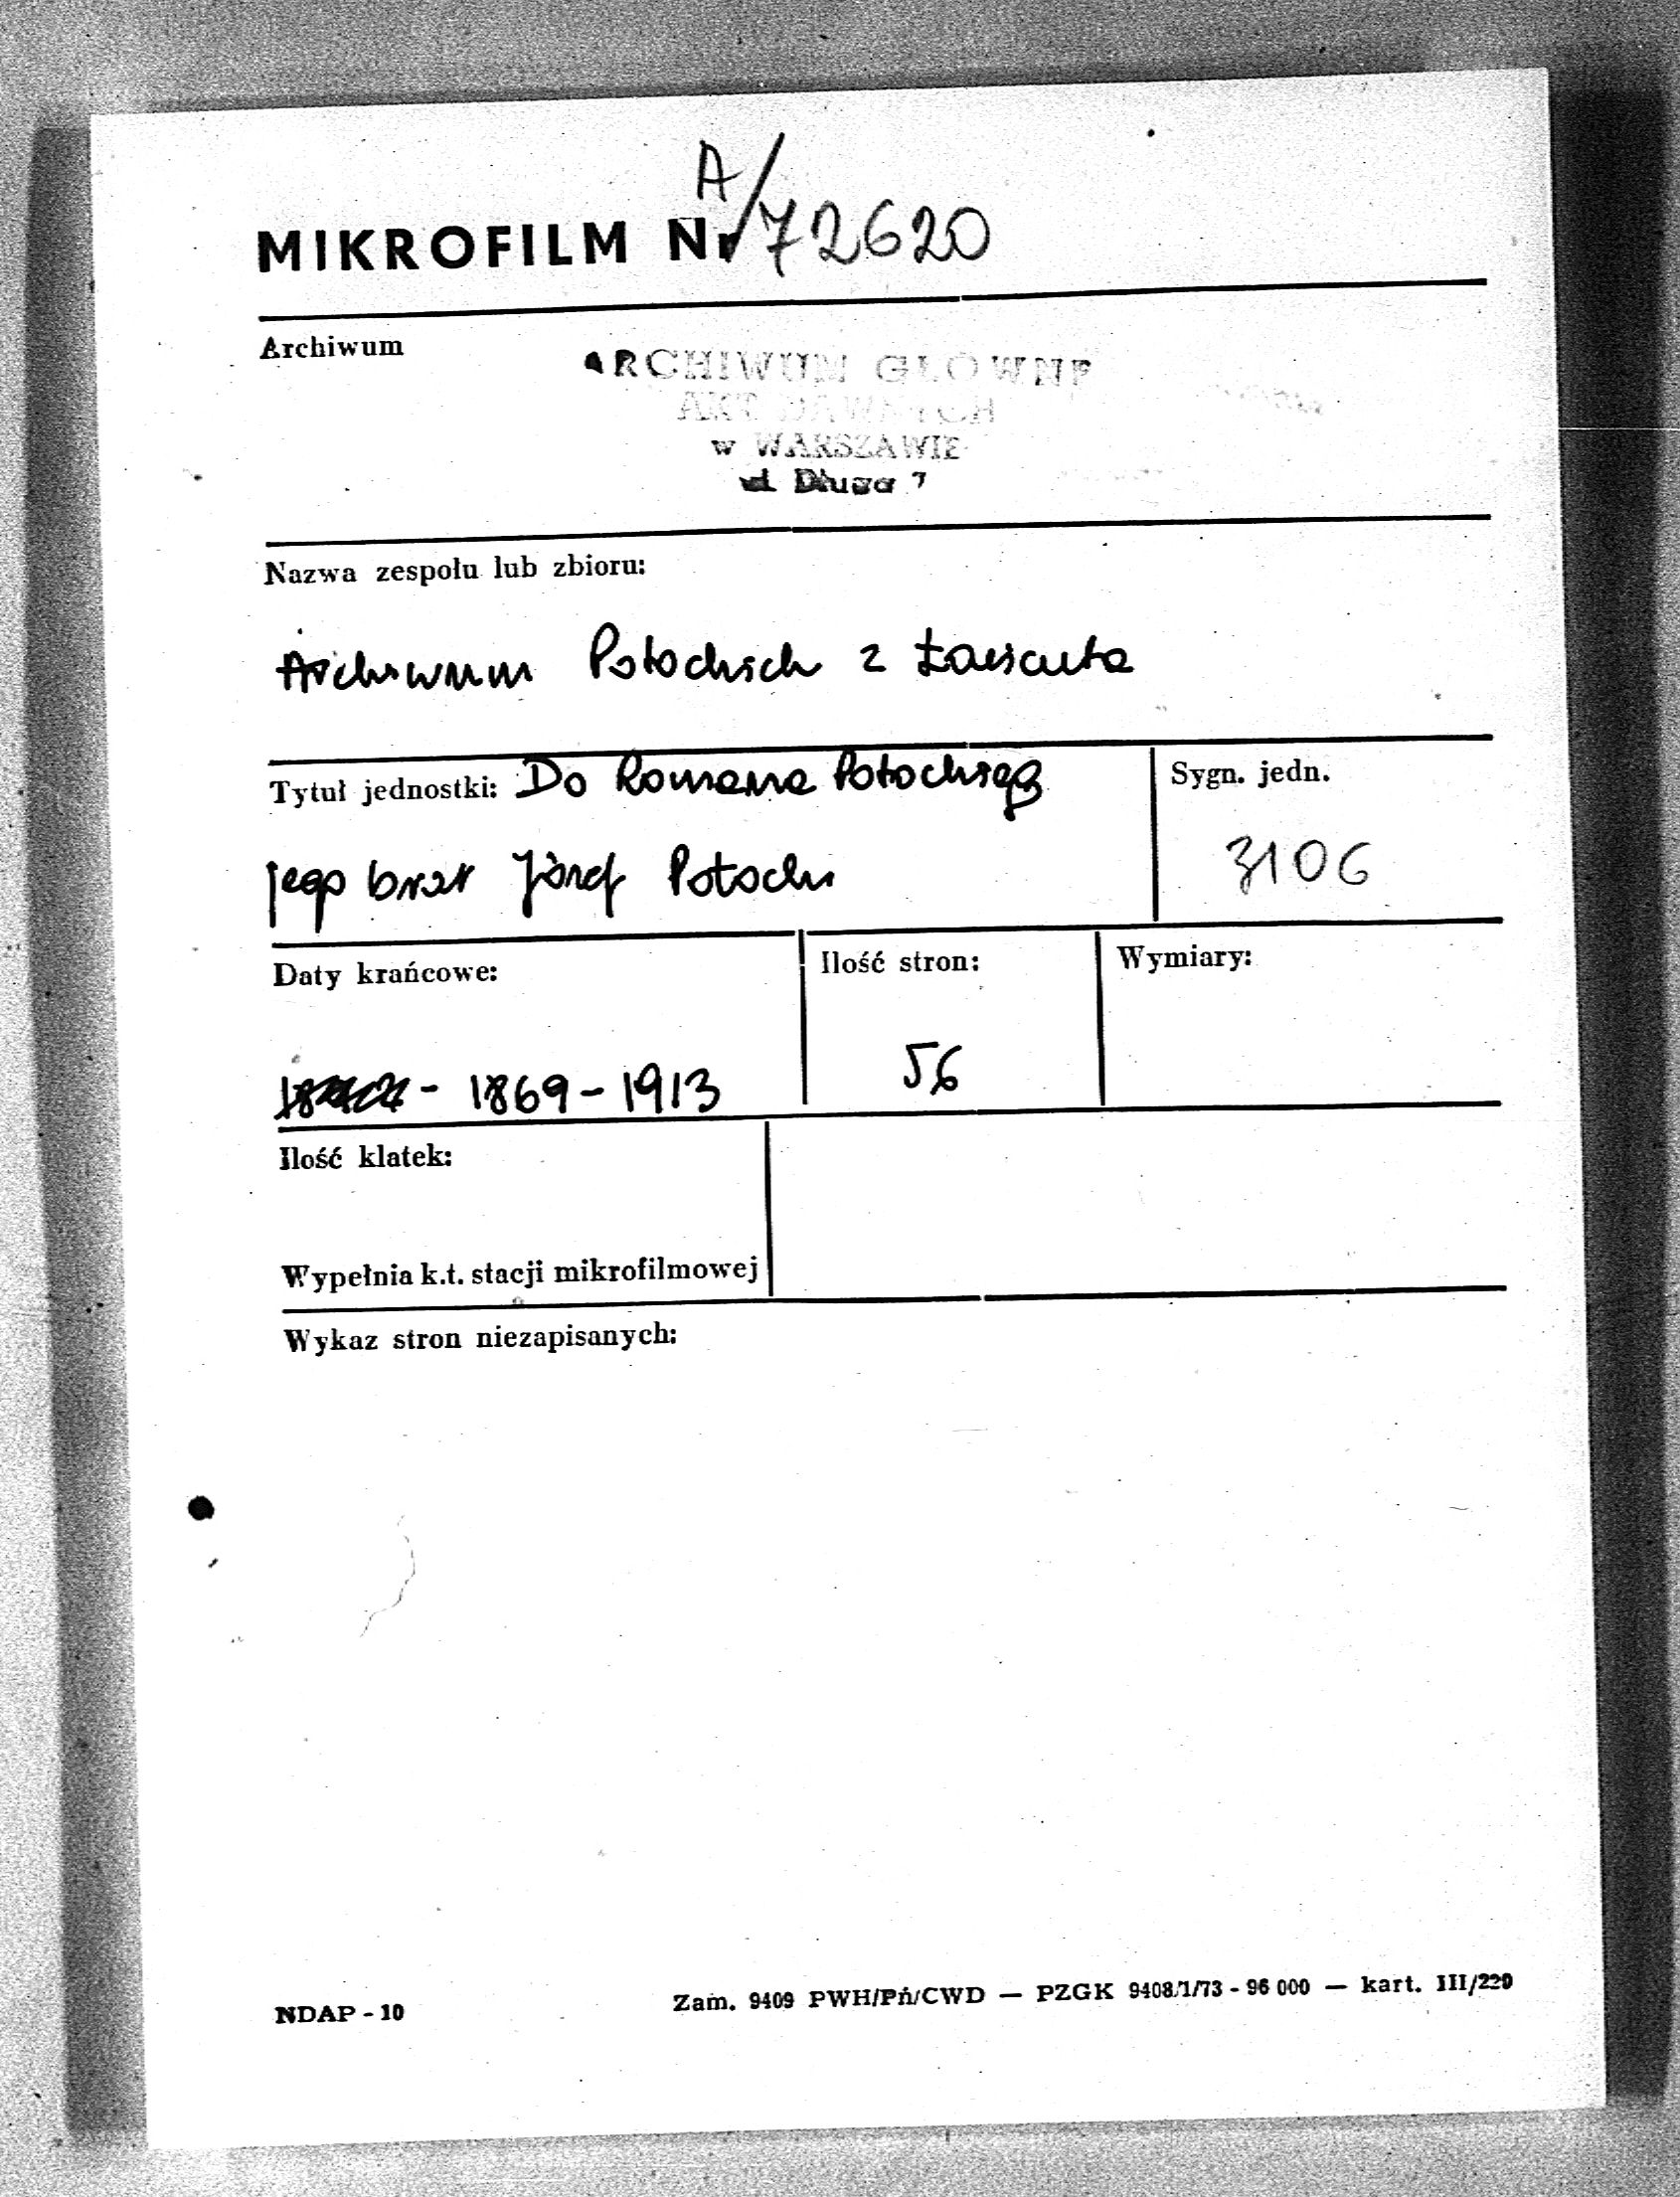 MIKROFILM Nr A/72620
Archiwum
ARCHIWUM GŁOWNE
AKT DAWNYCH
w WARSZAWIE
ul. Długa 7
Nazwa zespołu lub zbioru:
Archiwum Potockich z Łańcuta
Tytuł jednostki: Do Romana Potockiego
Sygn. jedn.
jego brat Józef Potocki
3106
Daty krańcowe:
Ilość stron:
Wymiary:
- 1869-1913
56
Ilość klatek:
Wypełnia k.t. stacji mikrofilmowej
Wykaz stron niezapisanych:
NDAP - 10
Zam. 9409 PWH/Pń/CWD — PZGK 9408/1/73 - 96 000 — kart. III/220